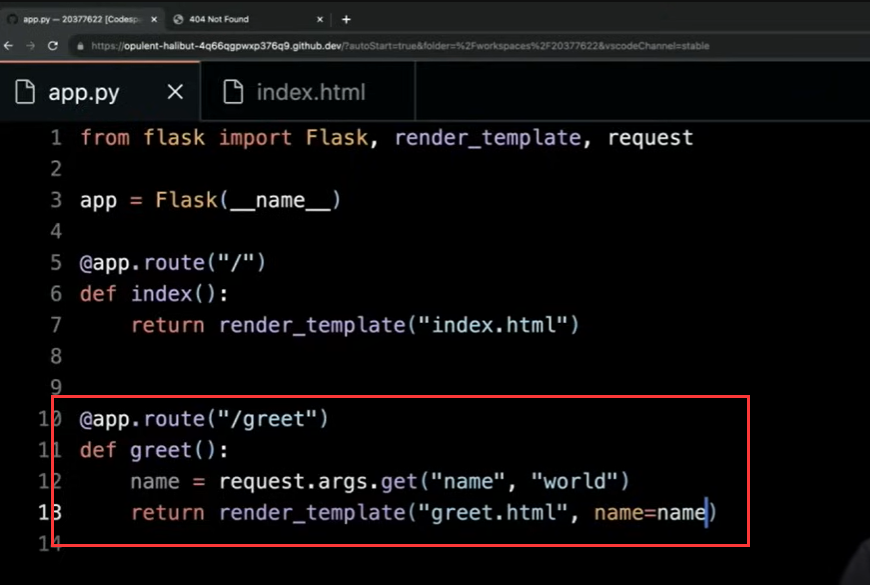 app.py — 20377622 [Codesp
404 Not Found
https://opulent-halibut-4q66qgpwxp376q9.github.dev/?autoStart=true&folder=%2Fworkspaces%2F20377622&vscodeChannel=stable
app.py
index.html
1 from flask import Flask, render_template, request
2
3 app = Flask(__name__)
4
5 @app.route("/")
6 def index():
7     return render_template("index.html")
8
9
10 @app.route("/greet")
11 def greet():
12     name = request.args.get("name", "world")
13     return render_template("greet.html", name=name)
14